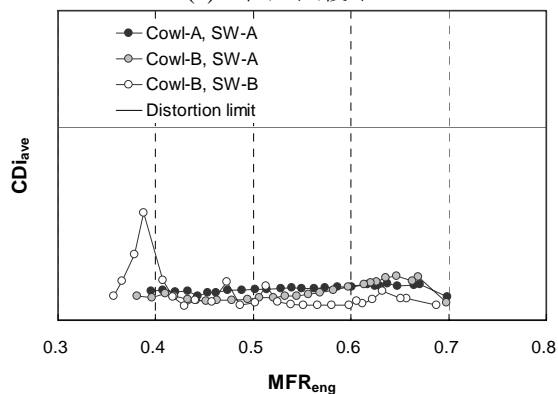 Cowl-A, SW-A
Cowl-B, SW-A
Cowl-B, SW-B
Distortion limit
CDi_ave
0.3 0.4 0.5 0.6 0.7 0.8
MFR_eng